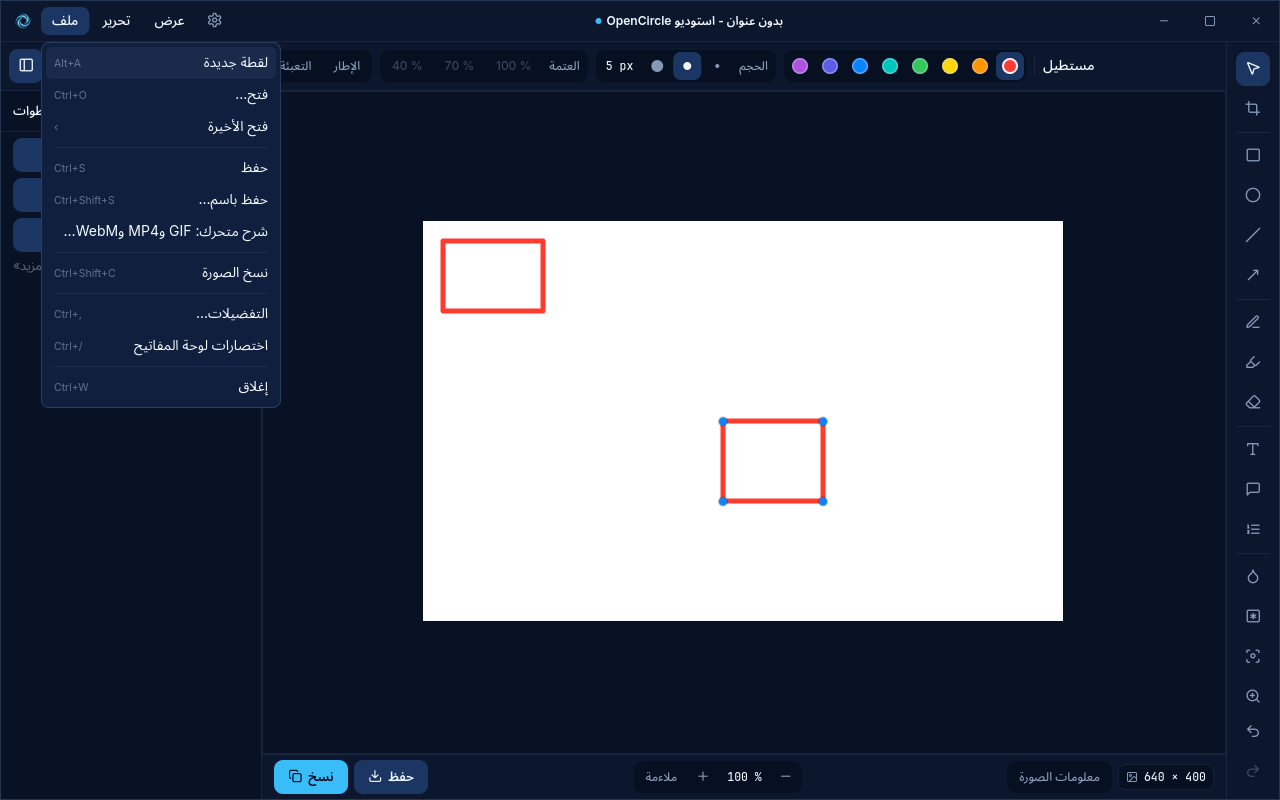 ملف تحرير عرض
بدون عنوان - استوديو OpenCircle
مستطيل
الحجم 5 px
العتمة 100 % 70 % 40 %
الإطار التعبئة
لقطة جديدة Alt+A
فتح... Ctrl+O
فتح الأخيرة ‹
حفظ Ctrl+S
حفظ باسم... Ctrl+Shift+S
شرح متحرك: GIF وMP4 وWebM...
نسخ الصورة Ctrl+Shift+C
التفضيلات... Ctrl+,
اختصارات لوحة المفاتيح Ctrl+/
إغلاق Ctrl+W
نسخ
حفظ
ملاءمة + 100 % −
معلومات الصورة
640 × 400